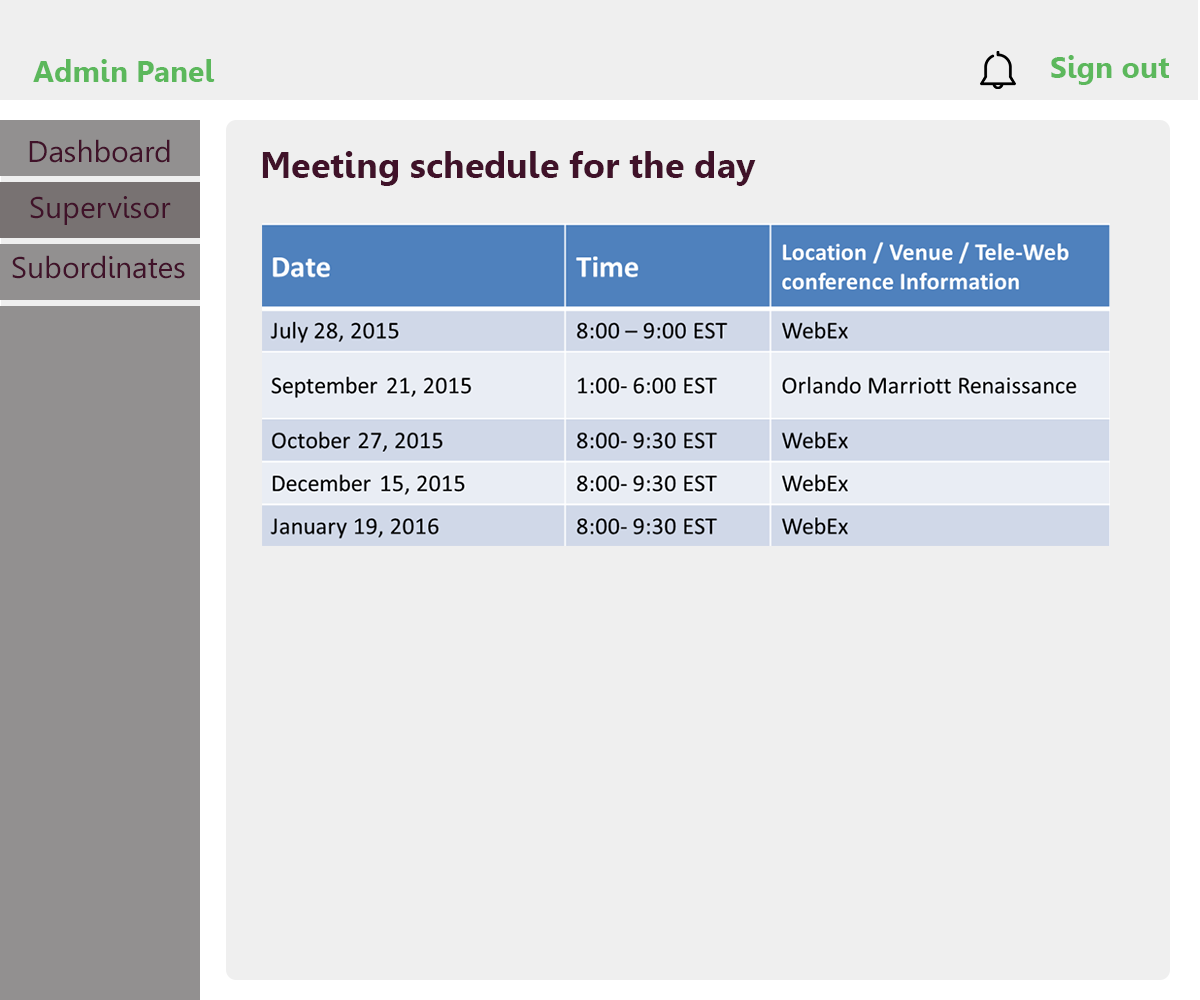 Admin Panel
Sign out
Dashboard
Supervisor
Subordinates
Meeting schedule for the day
Date
Time
Location / Venue / Tele-Web
conference Information
July 28, 2015
8:00 – 9:00 EST
WebEx
September 21, 2015
1:00- 6:00 EST
Orlando Marriott Renaissance
October 27, 2015
8:00- 9:30 EST
WebEx
December 15, 2015
8:00- 9:30 EST
WebEx
January 19, 2016
8:00- 9:30 EST
WebEx